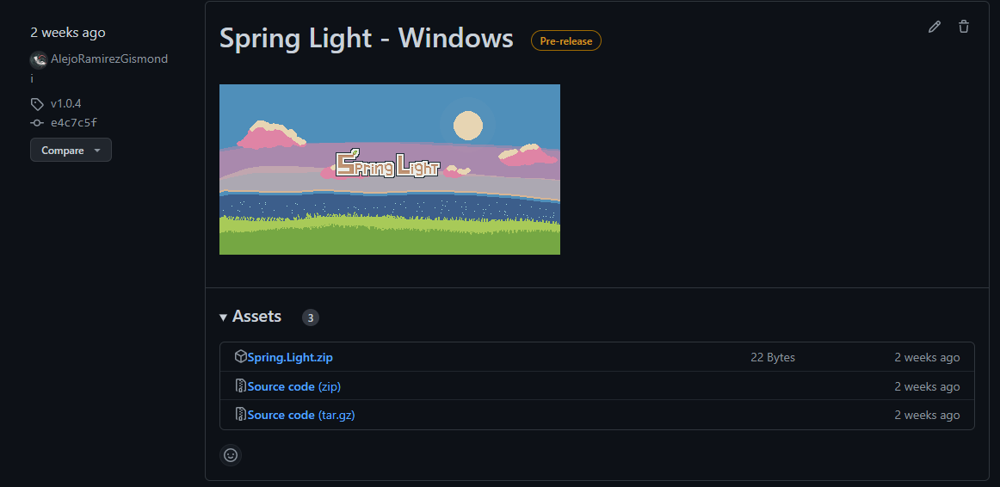 2 weeks ago
AlejoRamirezGismond
i
v1.0.4
e4c7c5f
Compare
Spring Light - Windows
Pre-release
Spring Light
Assets
3
Spring.Light.zip
22 Bytes
2 weeks ago
Source code (zip)
2 weeks ago
Source code (tar.gz)
2 weeks ago